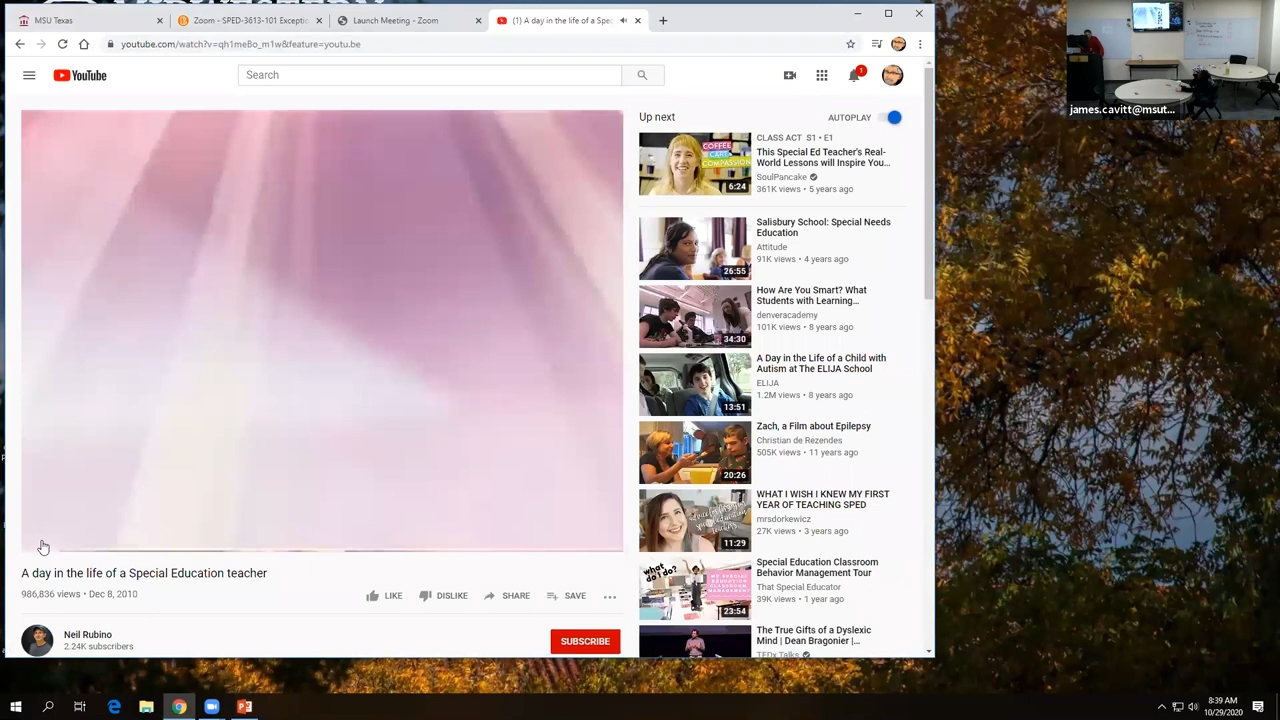 MSU Texas
Zoom - SPED-3613-101 Exceptio
Launch Meeting - Zoom
(1) A day in the life of a Spec
youtube.com/watch?v=qh1meBo_m1w&feature=youtu.be
YouTube
Search
1
Up next
AUTOPLAY
CLASS ACT S1 • E1
This Special Ed Teacher's Real-
World Lessons will Inspire You...
SoulPancake
361K views • 5 years ago
COFFEE
CART
COMPASSION
6:24
Salisbury School: Special Needs
Education
Attitude
91K views • 4 years ago
26:55
How Are You Smart? What
Students with Learning...
denveracademy
101K views • 8 years ago
34:30
A Day in the Life of a Child with
Autism at The ELIJA School
ELIJA
1.2M views • 8 years ago
13:51
Zach, a Film about Epilepsy
Christian de Rezendes
505K views • 11 years ago
20:26
WHAT I WISH I KNEW MY FIRST
YEAR OF TEACHING SPED
mrsdorkewicz
27K views • 3 years ago
11:29
Special Education Classroom
Behavior Management Tour
That Special Educator
39K views • 1 year ago
what
do I do?
23:54
The True Gifts of a Dyslexic
Mind | Dean Bragonier |...
TEDx Talks
A day in the life of a Special Education teacher
986,836 views • Dec 8, 2010
LIKE
DISLIKE
SHARE
SAVE
Neil Rubino
2.24K subscribers
SUBSCRIBE
james.cavitt@msut...
8:39 AM
10/29/2020